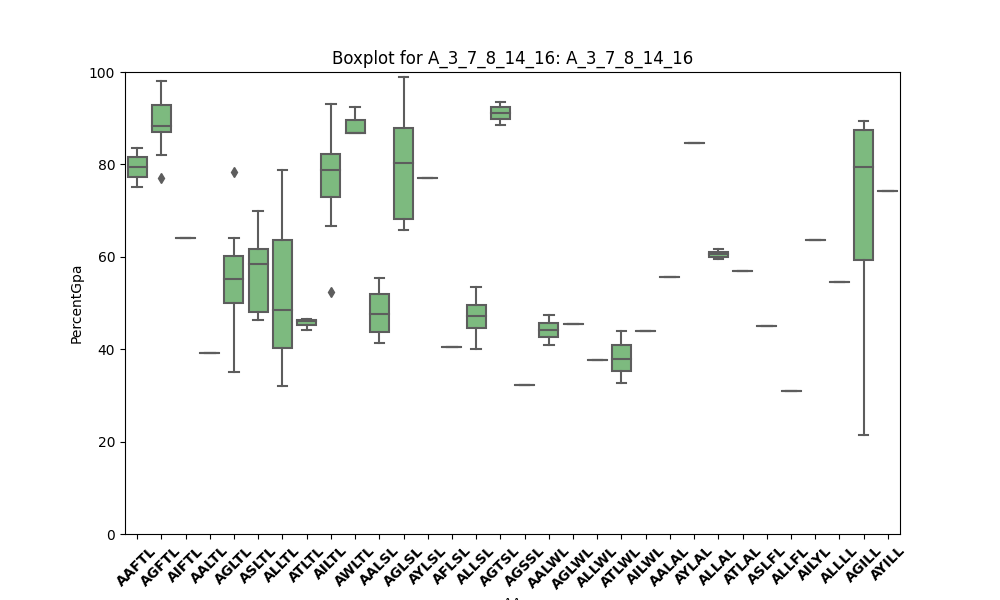 Boxplot for A_3_7_8_14_16: A_3_7_8_14_16
100
80
60
40
20
0
PercentGpa
AAFTL
AGFTL
AIFTL
AALTL
AGLTL
ASLTL
ALLTL
ATLTL
AILTL
AWLTL
AALSL
AGLSL
AYLSL
AFLSL
ALLSL
AGTSL
AGSSL
AALWL
AGLWL
ALLWL
ATLWL
AILWL
AALAL
AYLAL
ALLAL
ATLAL
ASLFL
ALLFL
AILYL
ALLLL
AGILL
AYILL